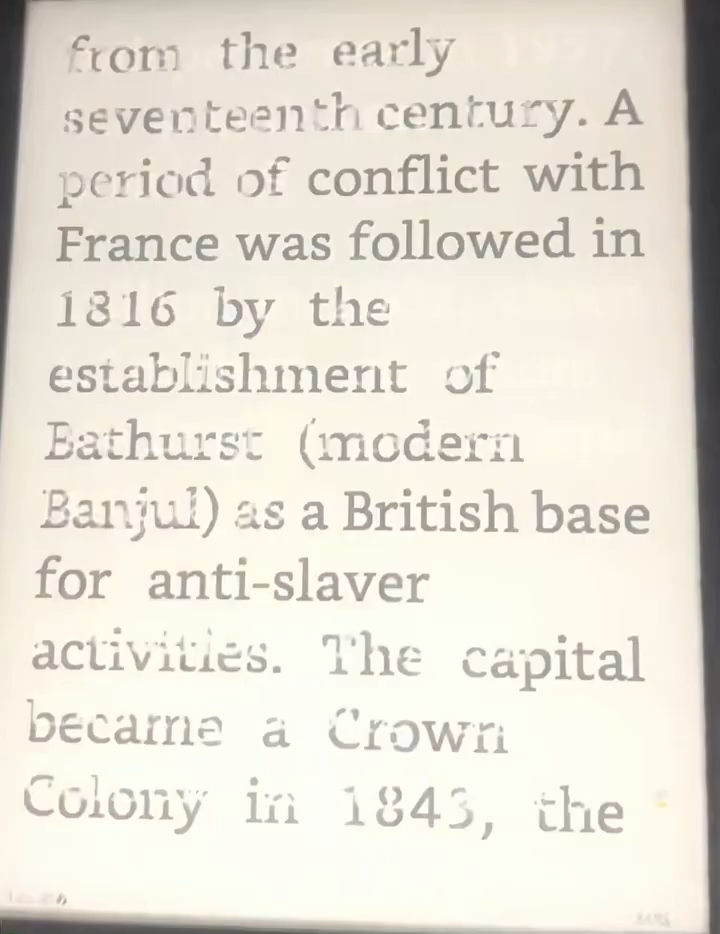 from the early
seventeenth century. A
period of conflict with
France was followed in
1816 by the
establishment of
Bathurst (modern
Banjul) as a British base
for anti-slaver
activities. The capital
became a Crown
Colony in 1843, the